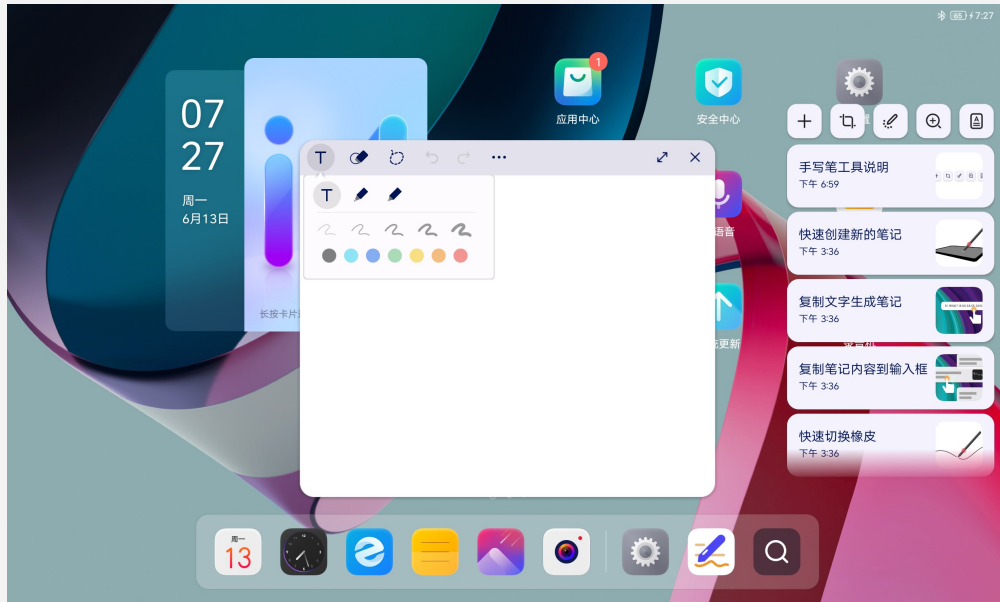 65 7:27
07
27
周一
6月13日
长按卡片
1
应用中心
安全中心
T
T
语音
更新
手写笔工具说明
下午 6:59
快速创建新的笔记
下午 3:36
复制文字生成笔记
下午 3:36
复制笔记内容到输入框
下午 3:36
快速切换橡皮
下午 3:36
周一
13